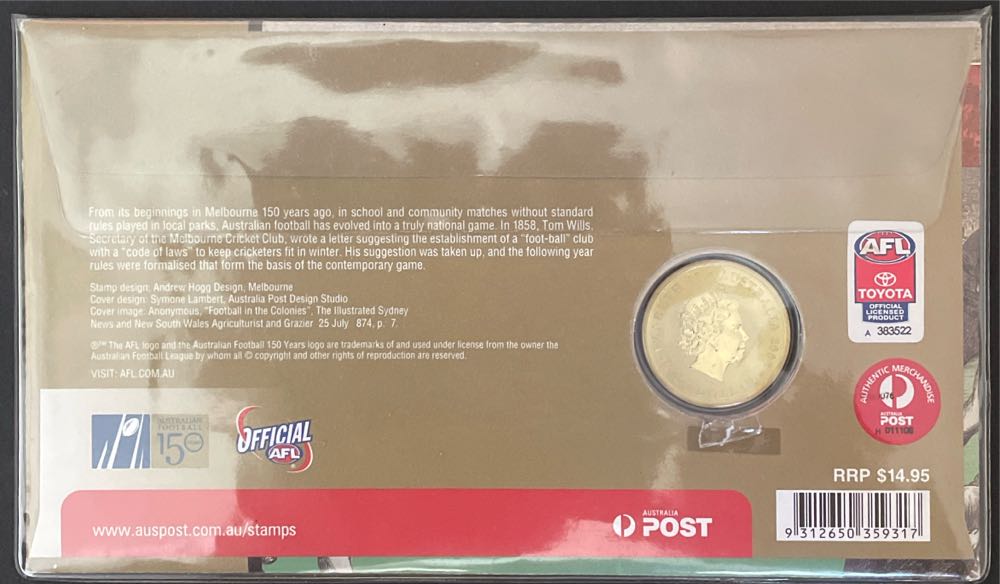 From its beginnings in Melbourne 150 years ago, in school and community matches without standard
rules played in local parks, Australian football has evolved into a truly national game. In 1858, Tom Wills,
Secretary of the Melbourne Cricket Club, wrote a letter suggesting the establishment of a "foot-ball" club
with a "code of laws" to keep cricketers fit in winter. His suggestion was taken up, and the following year
rules were formalised that form the basis of the contemporary game.
Stamp design: Andrew Hogg Design, Melbourne
Cover design: Symone Lambert, Australia Post Design Studio
Cover image: Anonymous, "Football in the Colonies", The Illustrated Sydney
News and New South Wales Agriculturist and Grazier 25 July 874, p. 7.
®™ The AFL logo and the Australian Football 150 Years logo are trademarks of and used under license from the owner the
Australian Football League by whom all © copyright and other rights of reproduction are reserved.
VISIT: AFL.COM.AU
AUSTRALIAN
FOOTBALL
150
OFFICIAL
AFL
www.auspost.com.au/stamps
AUSTRALIA
POST
ELIZABETH II AUSTRALIA
AFL
TOYOTA
OFFICIAL
LICENSED
PRODUCT
A 383522
AUTHENTIC MERCHANDISE
AUSTRALIA
POST
H 011108
RRP $14.95
9 312650 359317